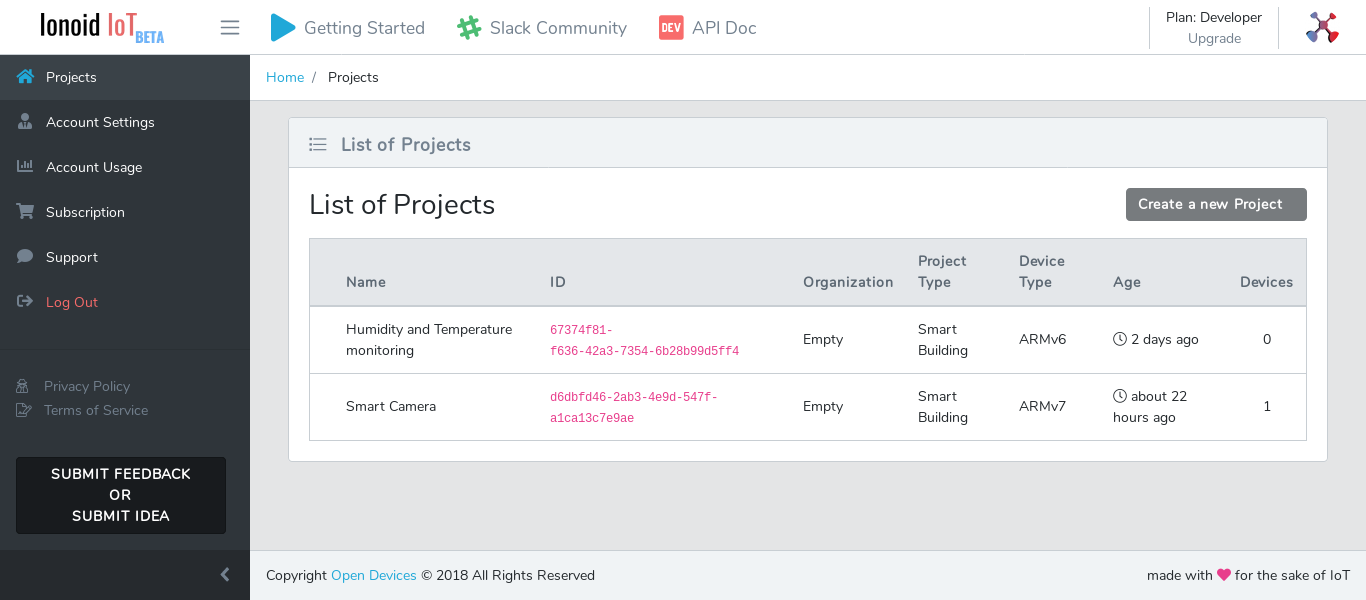 Ionoid IoT BETA
Getting Started
Slack Community
DEV
API Doc
Plan: Developer
Upgrade
Projects
Account Settings
Account Usage
Subscription
Support
Log Out
Privacy Policy
Terms of Service
SUBMIT FEEDBACK
OR
SUBMIT IDEA
Home / Projects
List of Projects
List of Projects
Create a new Project
Name ID Organization Project Type Device Type Age Devices
Humidity and Temperature monitoring 67374f81-f636-42a3-7354-6b28b99d5ff4 Empty Smart Building ARMv6 2 days ago 0
Smart Camera d6dbfd46-2ab3-4e9d-547f-a1ca13c7e9ae Empty Smart Building ARMv7 about 22 hours ago 1
Copyright Open Devices © 2018 All Rights Reserved
made with ♥ for the sake of IoT